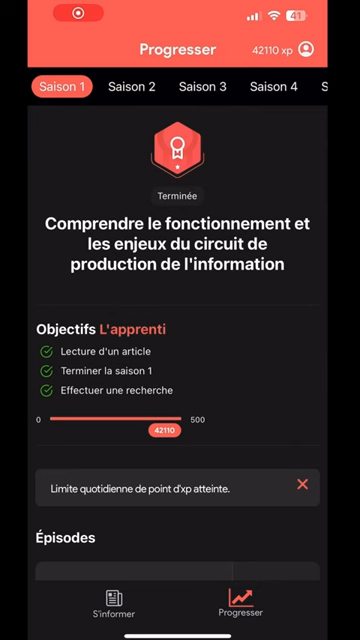 41
Progresser
42110 xp
Saison 1
Saison 2
Saison 3
Saison 4
S
Terminée
Comprendre le fonctionnement et
les enjeux du circuit de
production de l'information
Objectifs L'apprenti
Lecture d'un article
Terminer la saison 1
Effectuer une recherche
0
500
42110
Limite quotidienne de point d'xp atteinte.
Épisodes
S'informer
Progresser